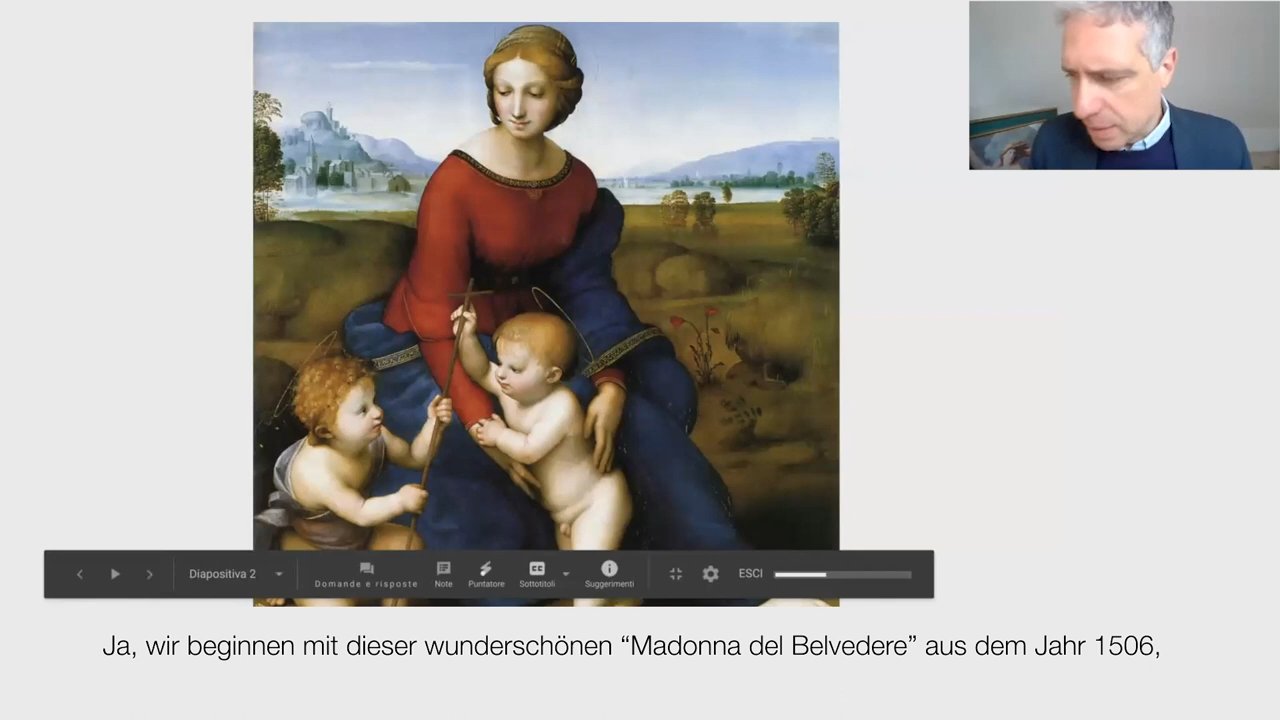 Diapositiva 2
Domande e risposte
Note
Puntatore
Sottotitoli
Suggerimenti
ESCI
Ja, wir beginnen mit dieser wunderschönen “Madonna del Belvedere” aus dem Jahr 1506,